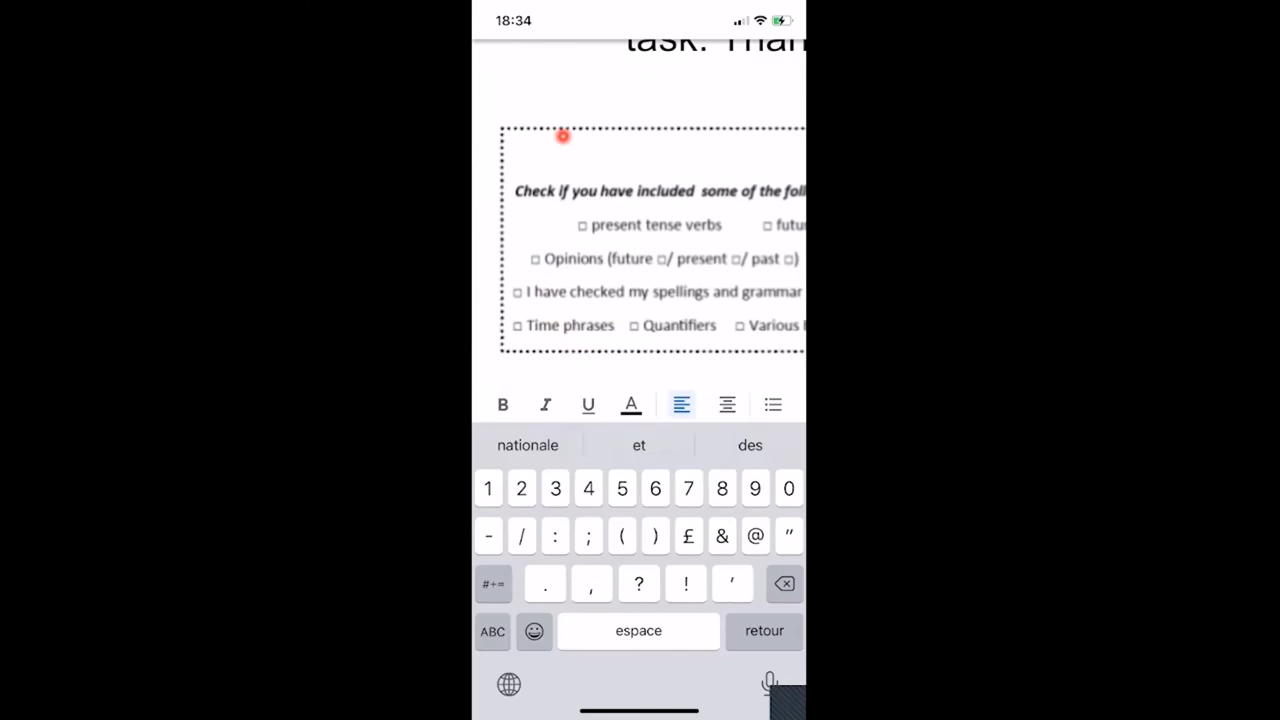 18:34
task. Than
Check if you have included some of the foll
□ present tense verbs □ futu
□ Opinions (future □/ present □/ past □)
□ I have checked my spellings and grammar
□ Time phrases □ Quantifiers □ Various
B I U A
nationale et des
1 2 3 4 5 6 7 8 9 0
- / : ; ( ) £ & @ "
#+= . , ? ! '
ABC espace retour